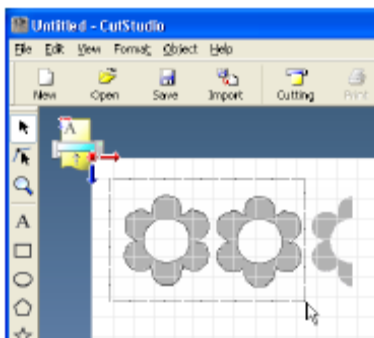 Untitled - CutStudio
File Edit View Format Object Help
New Open Save Import Cutting Print
A
A